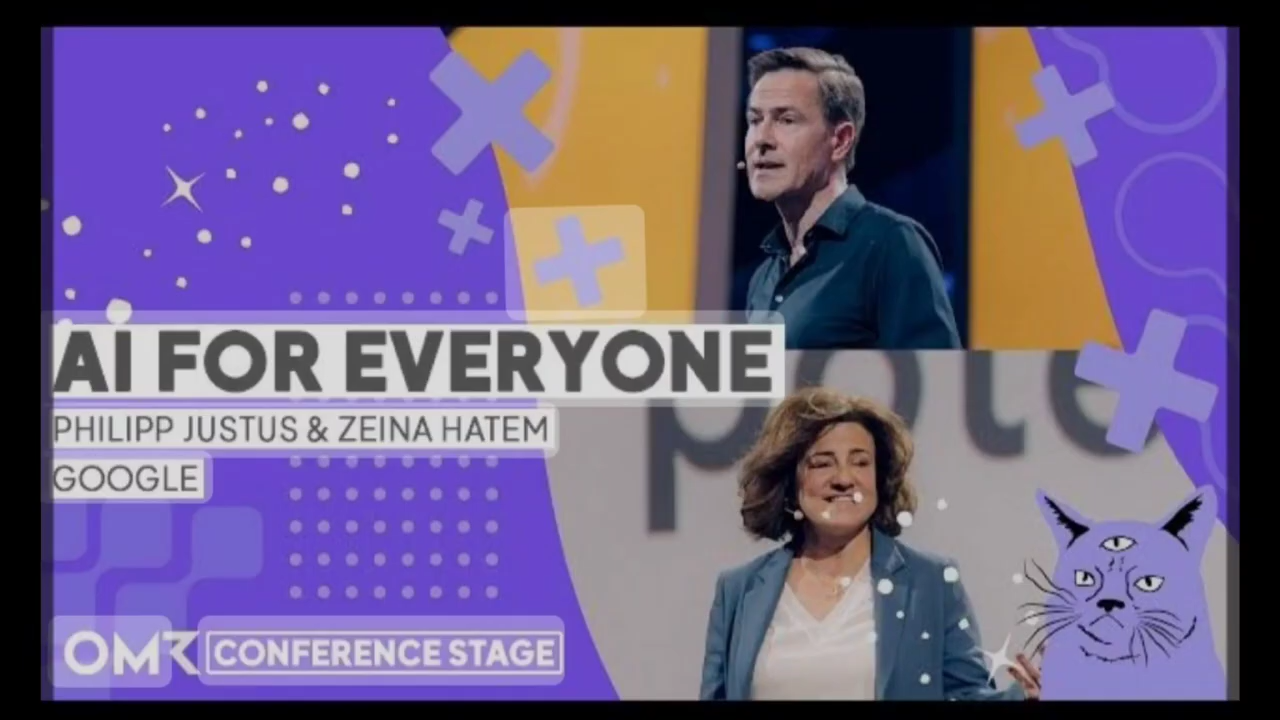 AI FOR EVERYONE
PHILIPP JUSTUS & ZEINA HATEM
GOOGLE
OMR CONFERENCE STAGE